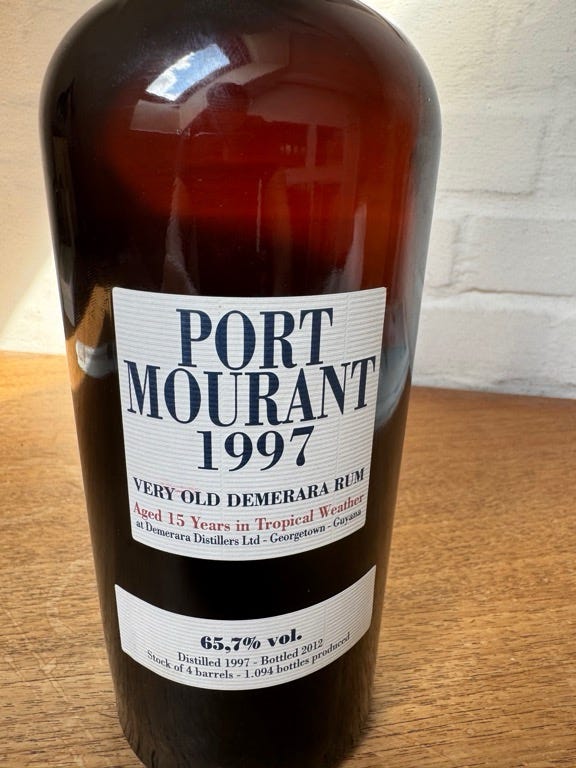 PORT
MOURANT
1997
VERY OLD DEMERARA RUM
Aged 15 Years in Tropical Weather
at Demerara Distillers Ltd - Georgetown - Guyana
65,7% vol.
Distilled 1997 - Bottled 2012
Stock of 4 barrels - 1.094 bottles produced